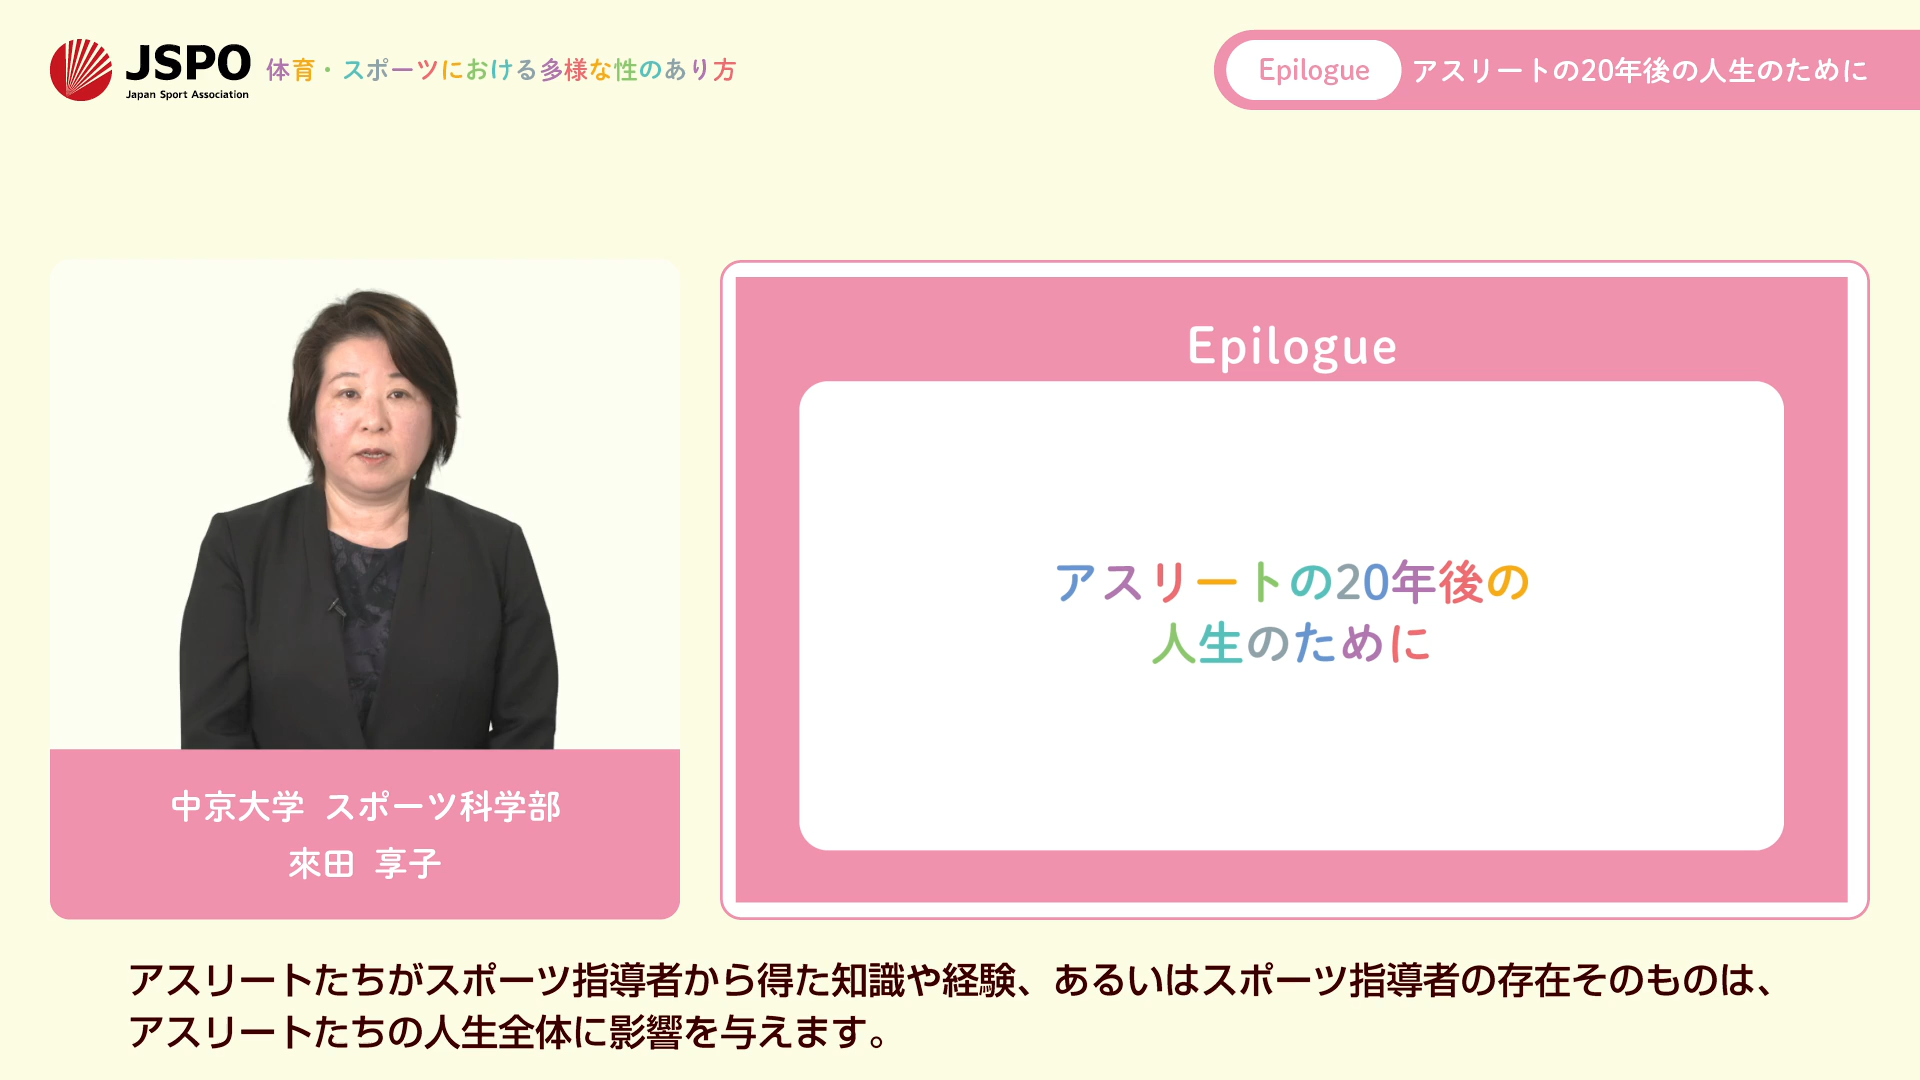 JSPO
Japan Sport Association
体育・スポーツにおける多様な性のあり方
Epilogue アスリートの20年後の人生のために
Epilogue
アスリートの20年後の
人生のために
中京大学 スポーツ科学部
來田 享子
アスリートたちがスポーツ指導者から得た知識や経験、あるいはスポーツ指導者の存在そのものは、
アスリートたちの人生全体に影響を与えます。